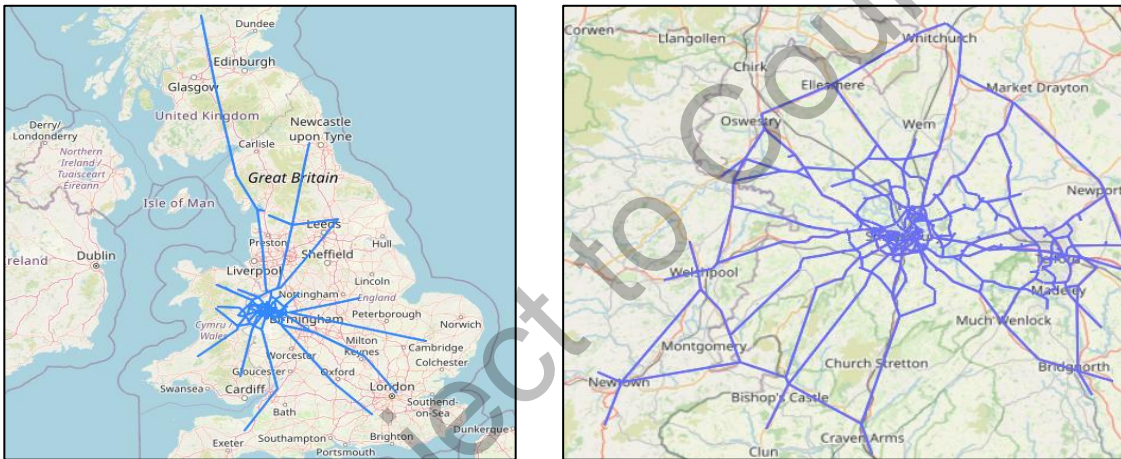 Dundee
Edinburgh
Glasgow
United Kingdom
Derry/
Londonderry
Northern
Ireland /
Tuaisceart
Éireann
Newcastle
upon Tyne
Carlisle
Great Britain
Isle of Man
Leeds
Preston
Hull
Dublin
Liverpool
Sheffield
Lincoln
Nottingham
England
Birmingham
Peterborough
Norwich
Cymru
Wales
Worcester
Milton
Keynes
Cambridge
Colchester
Gloucester
Oxford
Swansea
Cardiff
London
Southend-
on-Sea
Bath
Exeter
Southampton
Brighton
Portsmouth
Dunkerque
Corwen
Llangollen
Whitchurch
Chirk
Ellesmere
Market Drayton
Oswestry
Wem
Newport
Welshpool
Telford
Madeley
Much Wenlock
Montgomery
Church Stretton
Bridgnorth
Newtown
Bishop's Castle
Craven Arms
Clun
ject to Cou